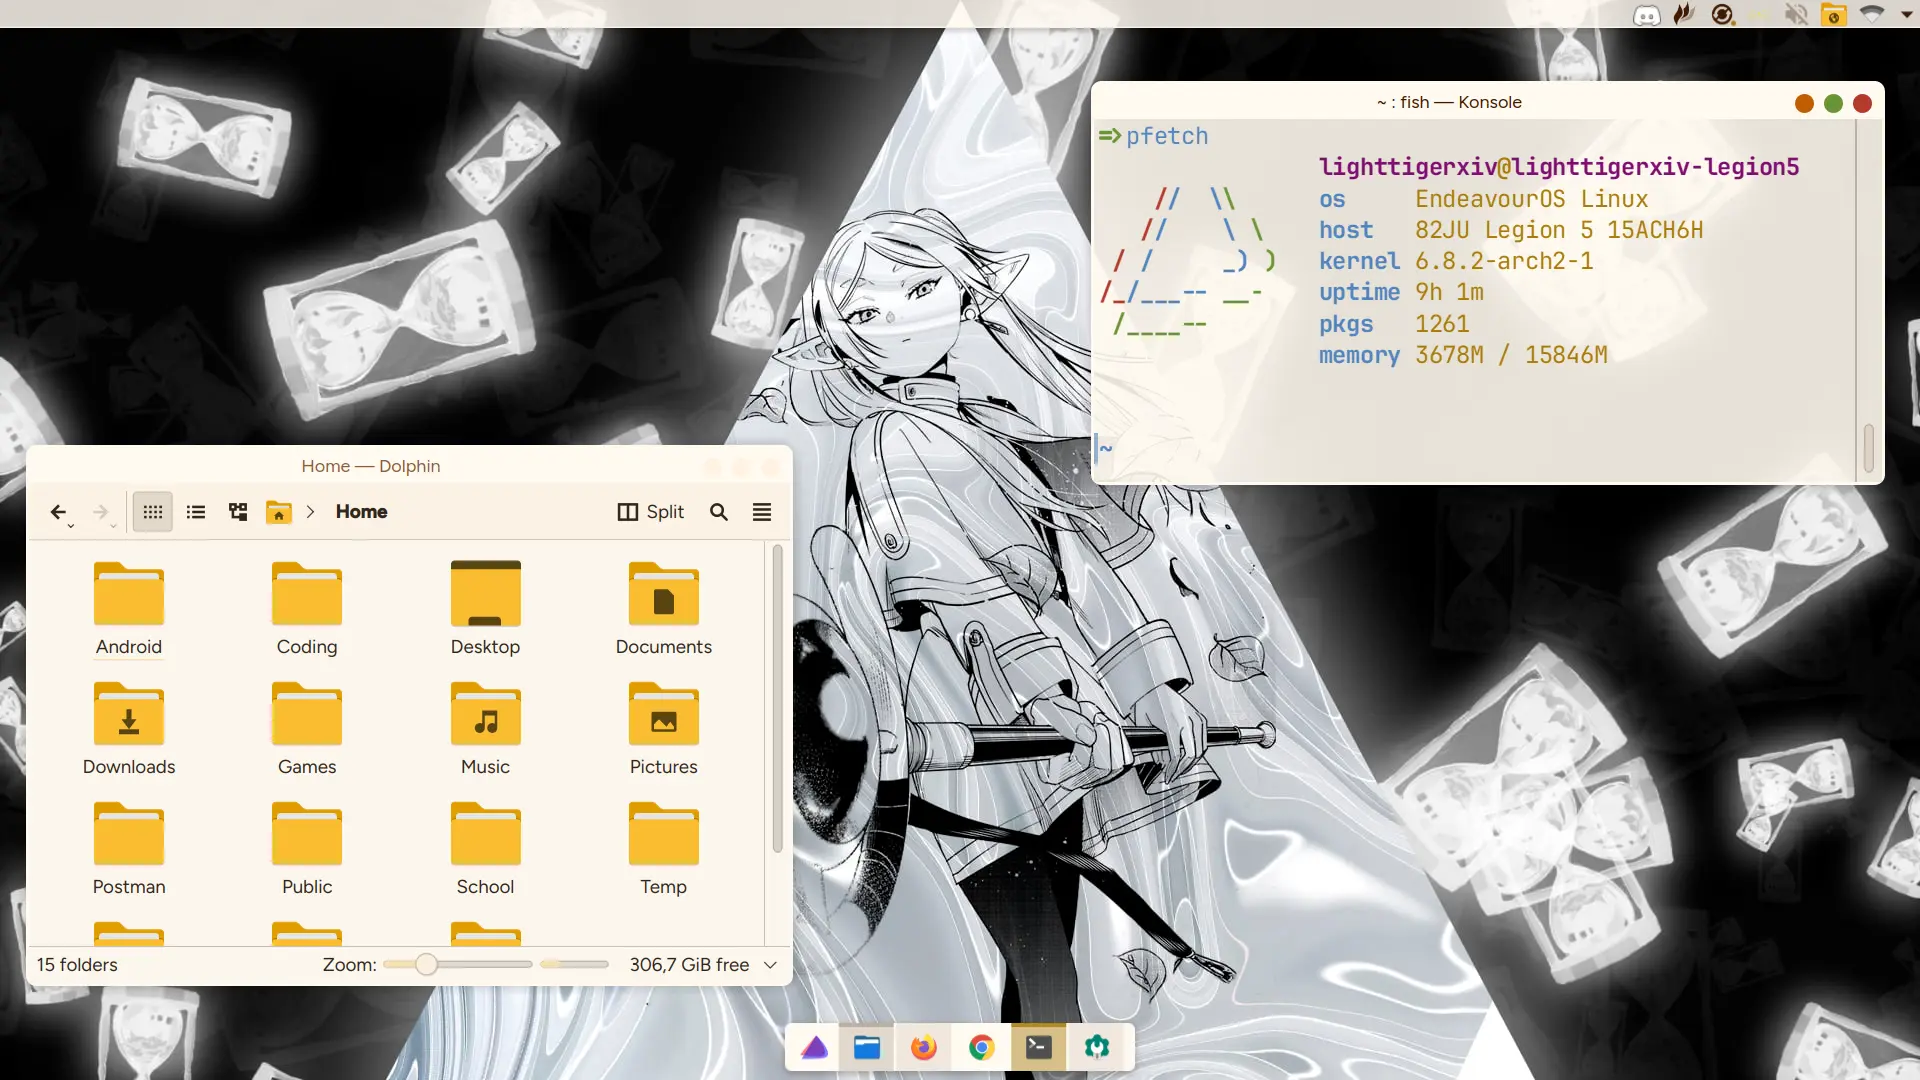 ~ : fish — Konsole
=>pfetch
lighttigerxiv@lighttigerxiv-legion5
os EndeavourOS Linux
host 82JU Legion 5 15ACH6H
kernel 6.8.2-arch2-1
uptime 9h 1m
pkgs 1261
memory 3678M / 15846M
~
Home — Dolphin
Home
Split
Android Coding Desktop Documents
Downloads Games Music Pictures
Postman Public School Temp
15 folders
Zoom:
306,7 GiB free